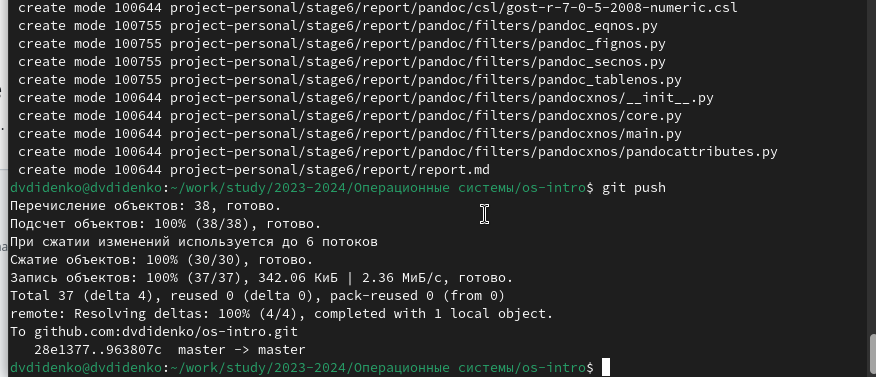 create mode 100644 project-personal/stage6/report/pandoc/csl/gost-r-7-0-5-2008-numeric.csl
create mode 100755 project-personal/stage6/report/pandoc/filters/pandoc_eqnos.py
create mode 100755 project-personal/stage6/report/pandoc/filters/pandoc_fignos.py
create mode 100755 project-personal/stage6/report/pandoc/filters/pandoc_secnos.py
create mode 100755 project-personal/stage6/report/pandoc/filters/pandoc_tablenos.py
create mode 100644 project-personal/stage6/report/pandoc/filters/pandocxnos/__init__.py
create mode 100644 project-personal/stage6/report/pandoc/filters/pandocxnos/core.py
create mode 100644 project-personal/stage6/report/pandoc/filters/pandocxnos/main.py
create mode 100644 project-personal/stage6/report/pandoc/filters/pandocxnos/pandocattributes.py
create mode 100644 project-personal/stage6/report/report.md
dvdidenko@dvdidenko:~/work/study/2023-2024/Операционные системы/os-intro$ git push
Перечисление объектов: 38, готово.
Подсчет объектов: 100% (38/38), готово.
При сжатии изменений используется до 6 потоков
Сжатие объектов: 100% (30/30), готово.
Запись объектов: 100% (37/37), 342.06 КиБ | 2.36 МиБ/с, готово.
Total 37 (delta 4), reused 0 (delta 0), pack-reused 0 (from 0)
remote: Resolving deltas: 100% (4/4), completed with 1 local object.
To github.com:dvdidenko/os-intro.git
28e1377..963807c  master -> master
dvdidenko@dvdidenko:~/work/study/2023-2024/Операционные системы/os-intro$